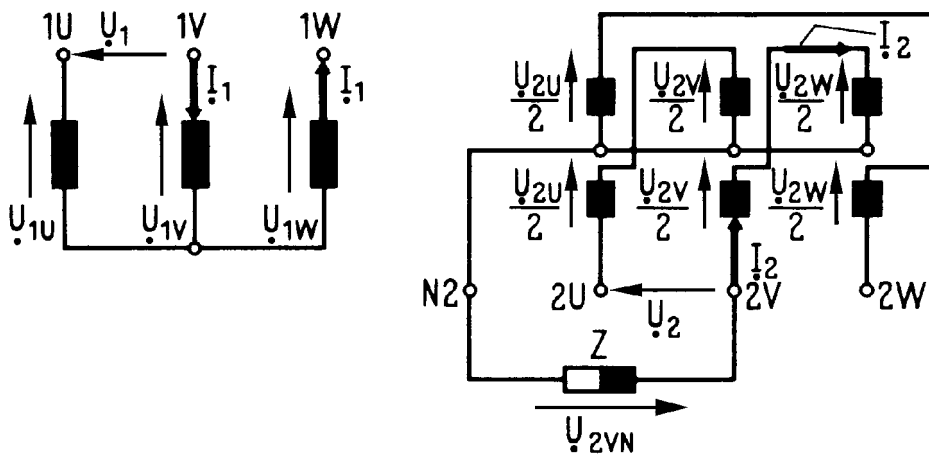 1U U1 1V 1W
I1 I1
U1U U1V U1W
I2
U2U/2 U2V/2 U2W/2
U2U/2 U2V/2 U2W/2
I2
N2 2U 2V 2W
U2
Z
U2VN